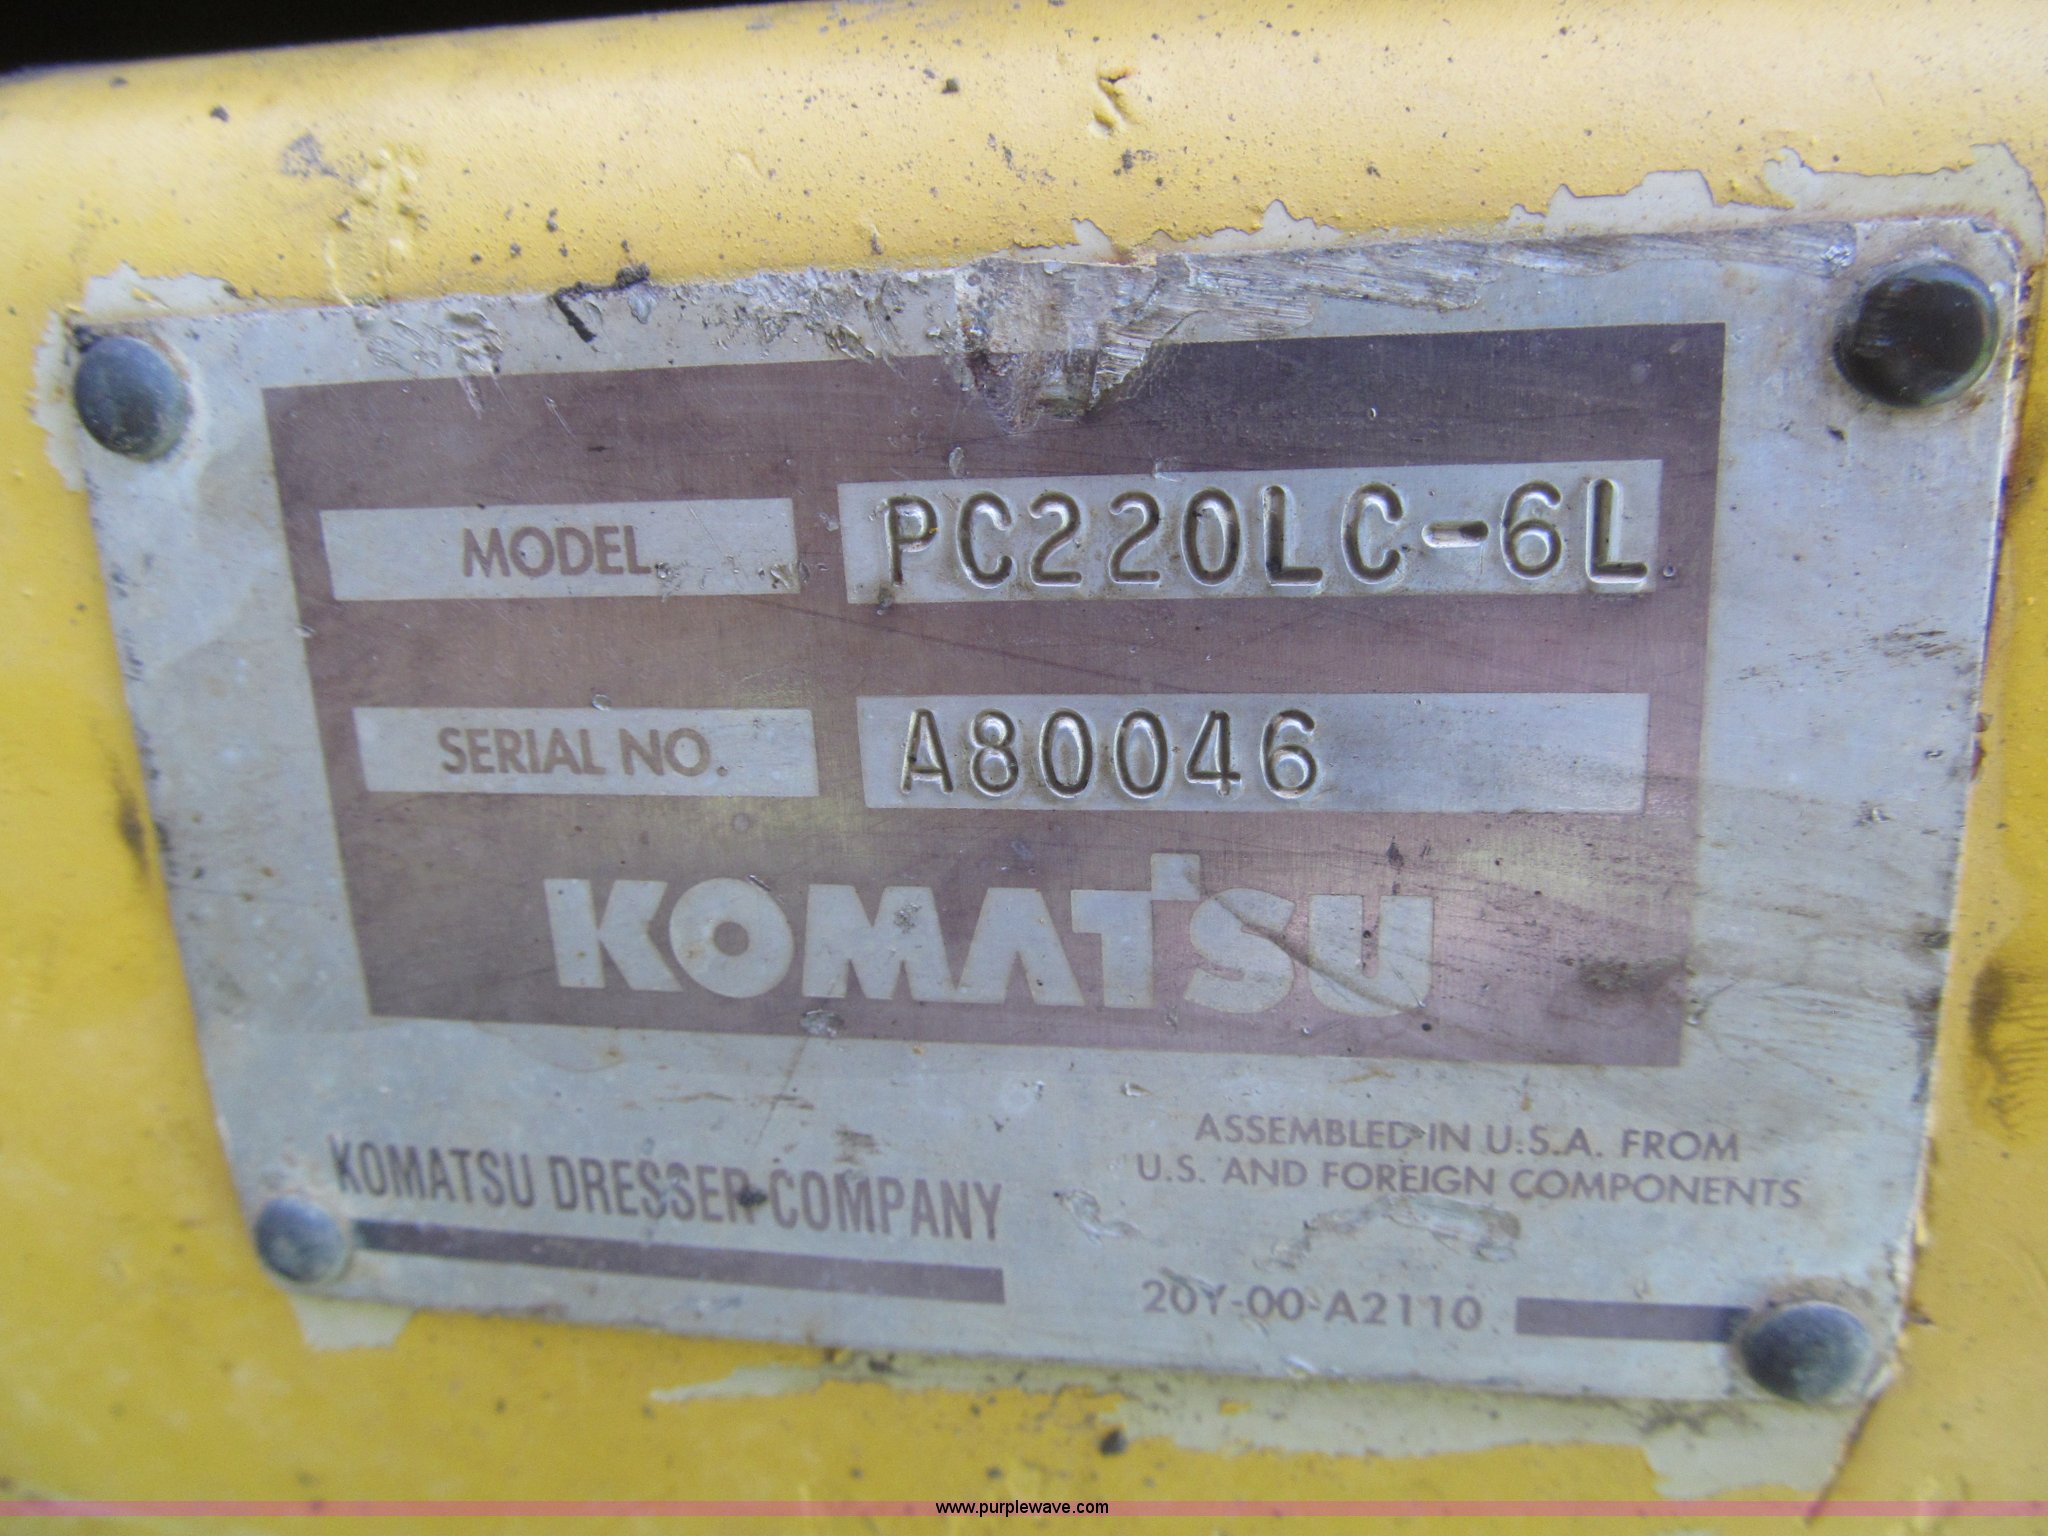 MODEL PC220LC-6L
SERIAL NO. A80046
KOMATSU
KOMATSU DRESSER COMPANY
ASSEMBLED IN U.S.A. FROM
U.S. AND FOREIGN COMPONENTS
20Y-00-A2110
www.purplewave.com